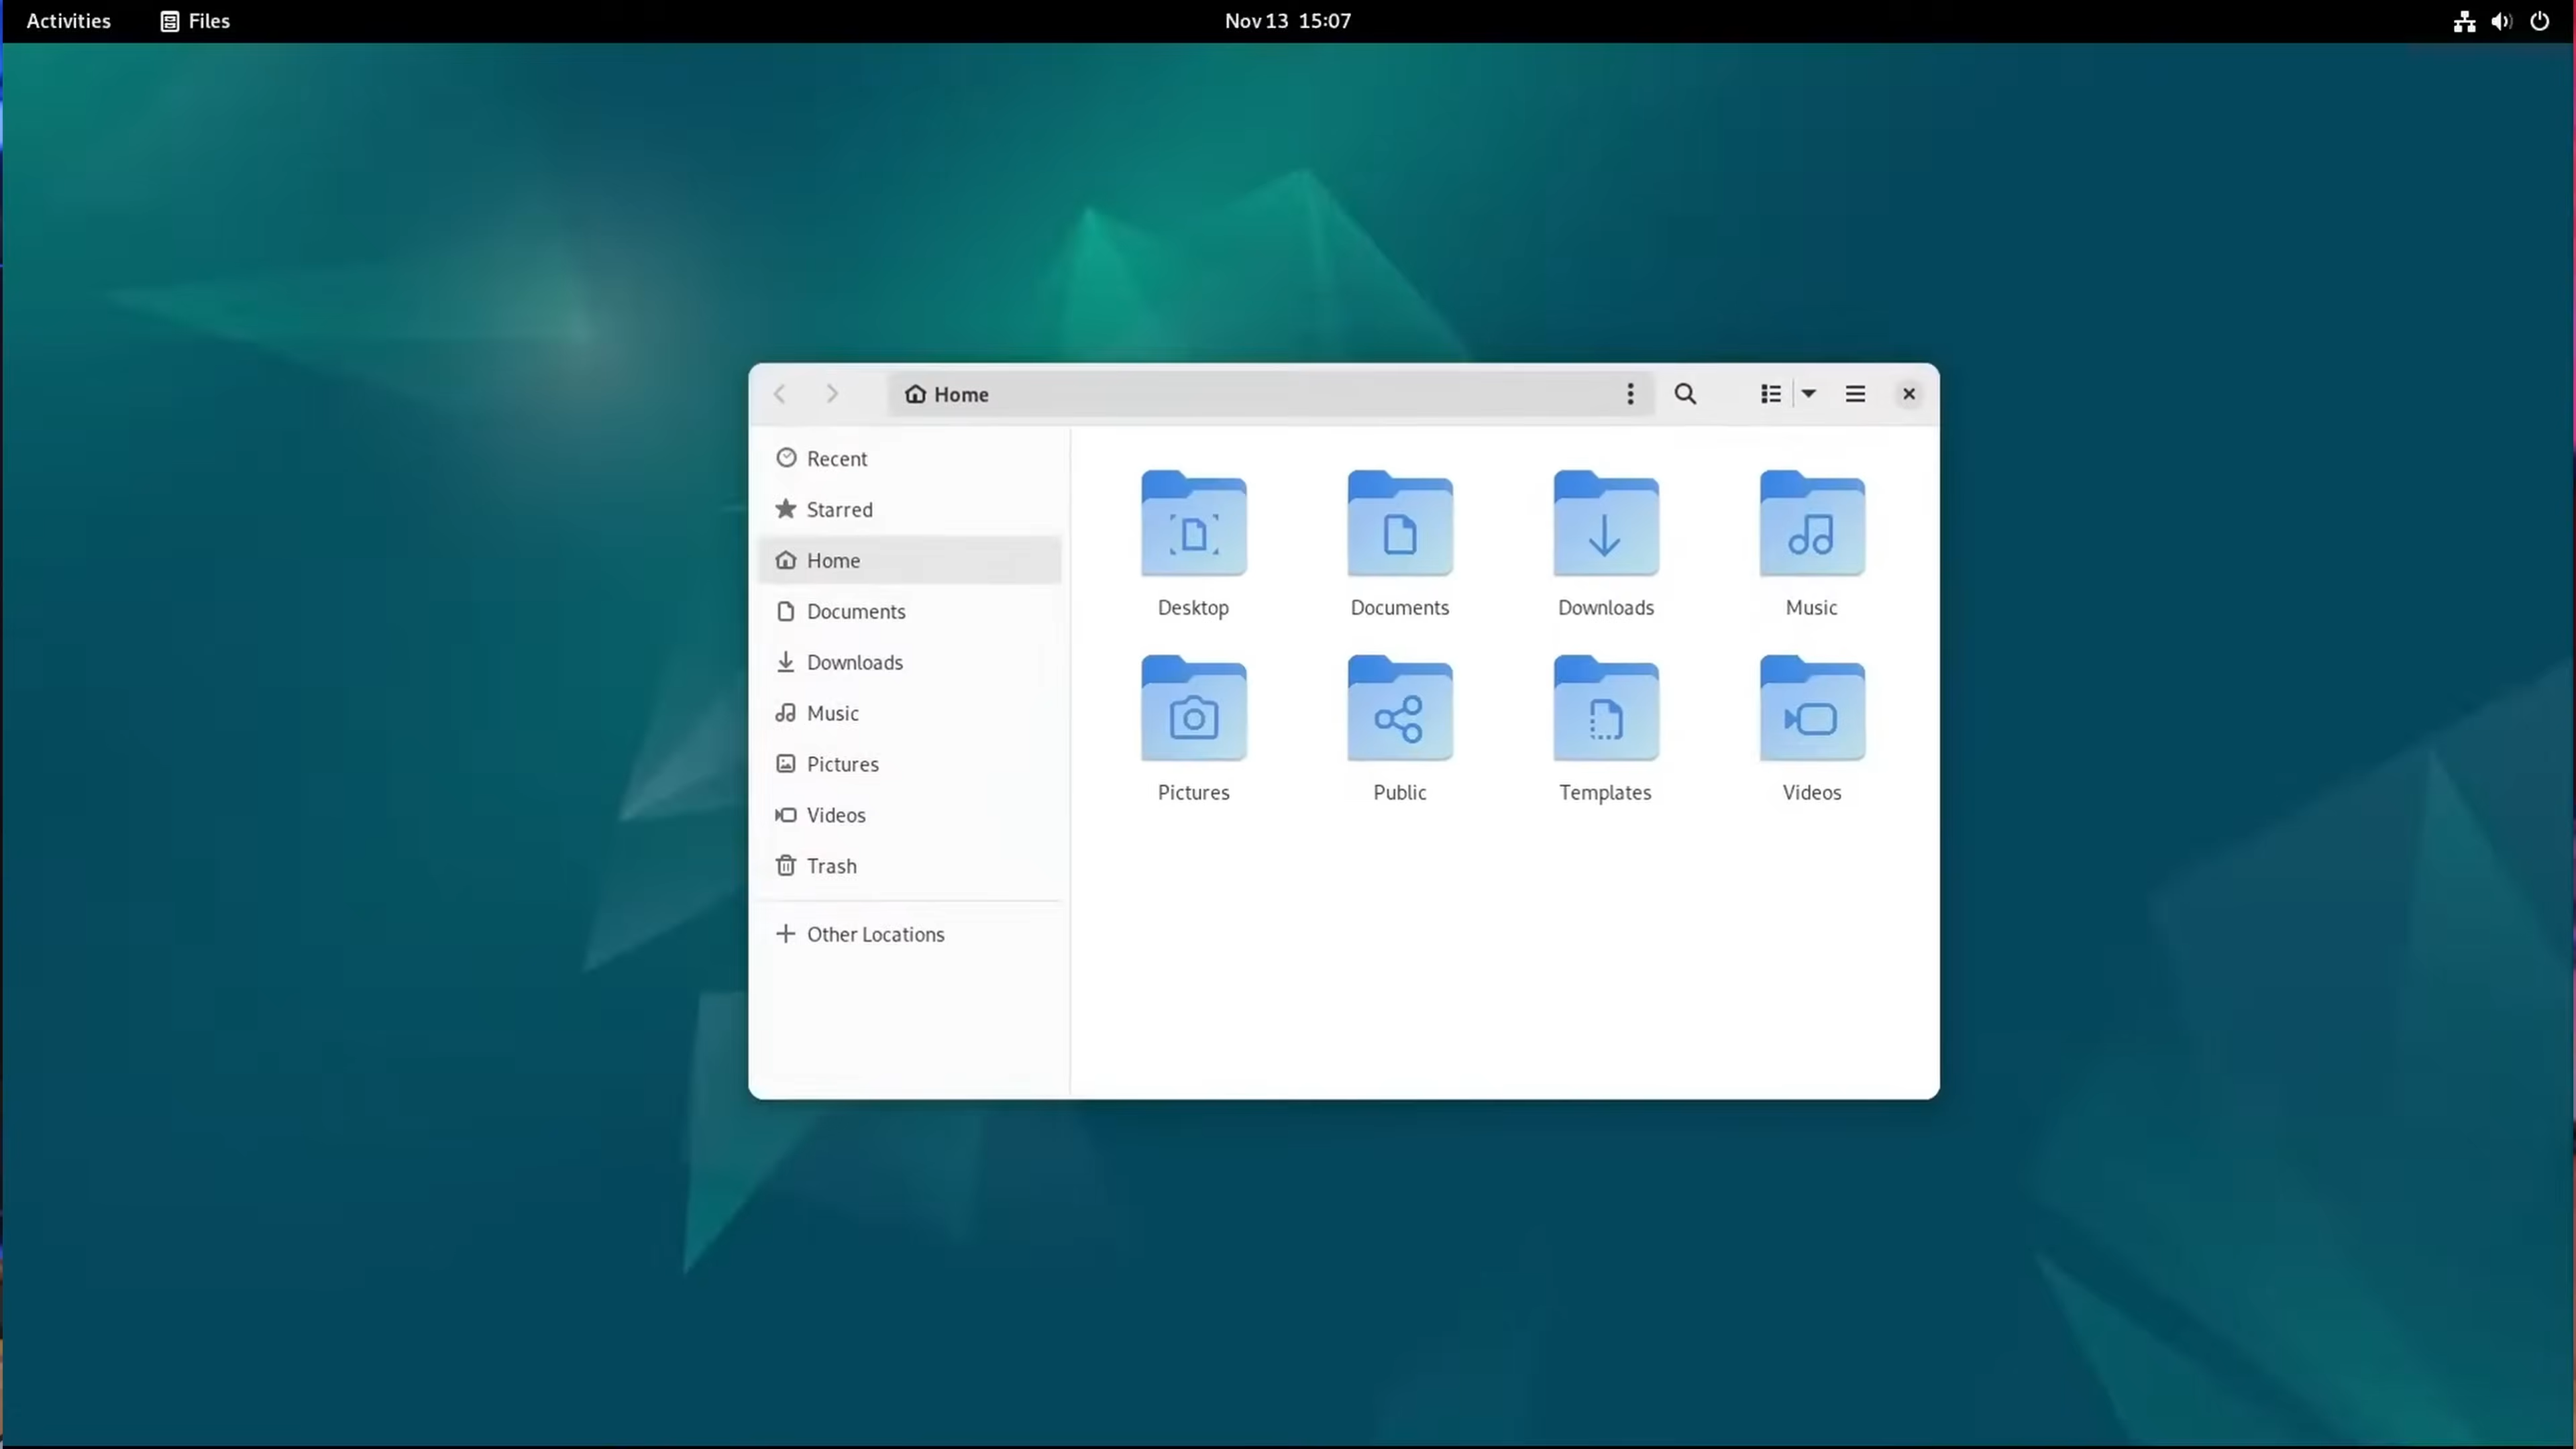 Activities Files Nov 13 15:07
Home
Recent
Starred
Home
Documents
Downloads
Music
Pictures
Videos
Trash
Other Locations
Desktop Documents Downloads Music
Pictures Public Templates Videos